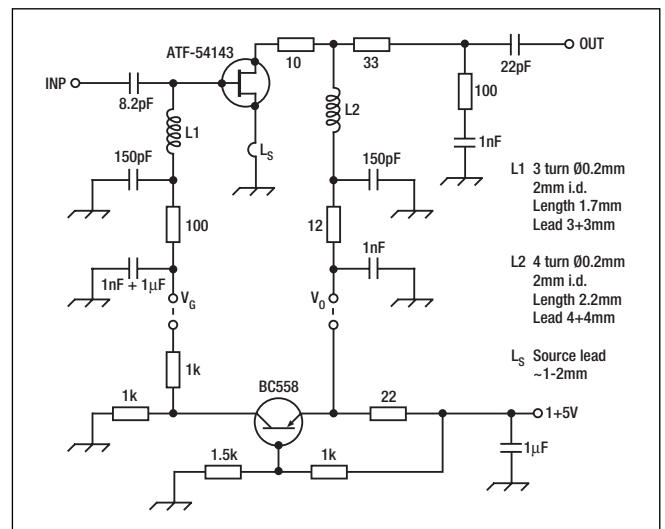 ATF-54143
INP
8.2pF
L1
10
33
22pF
OUT
L2
100
1nF
LS
150pF
150pF
100
12
1nF + 1μF
1nF
VG
V0
1k
1k
BC558
22
1+5V
1.5k
1k
1μF
L1 3 turn Ø0.2mm
2mm i.d.
Length 1.7mm
Lead 3+3mm
L2 4 turn Ø0.2mm
2mm i.d.
Length 2.2mm
Lead 4+4mm
LS Source lead
~1-2mm